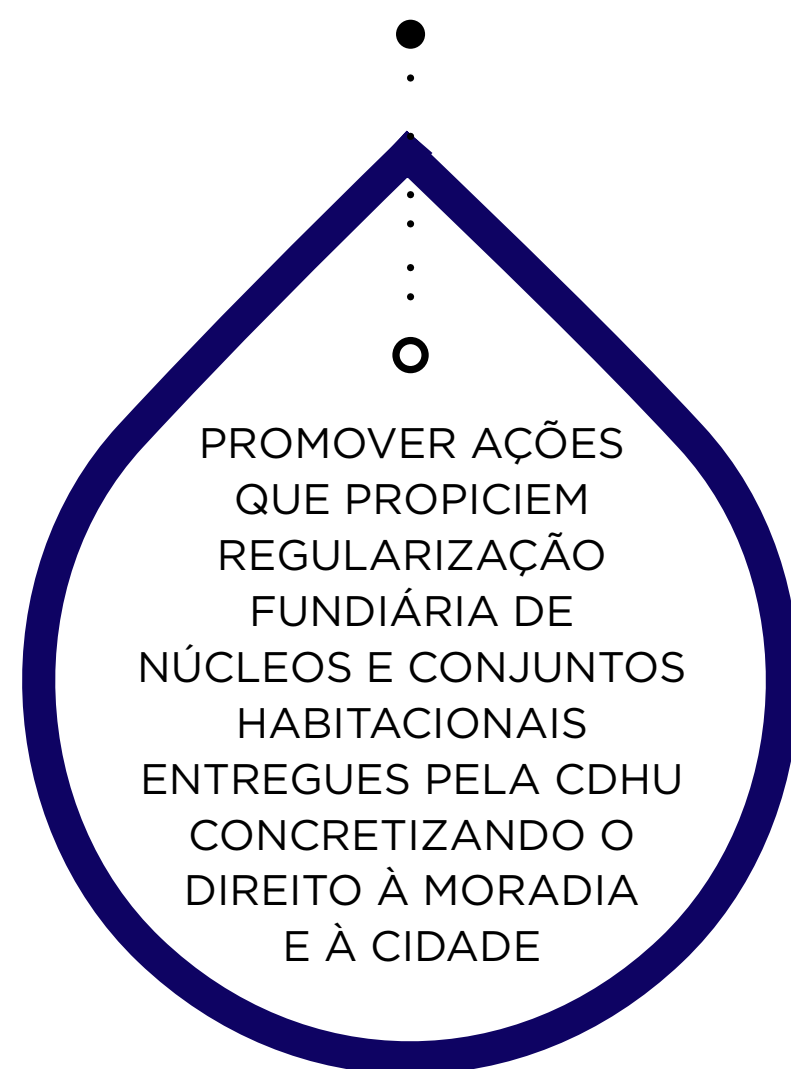 PROMOVER AÇÕES
QUE PROPICIEM
REGULARIZAÇÃO
FUNDIÁRIA DE
NÚCLEOS E CONJUNTOS
HABITACIONAIS
ENTREGUES PELA CDHU
CONCRETIZANDO O
DIREITO À MORADIA
E À CIDADE